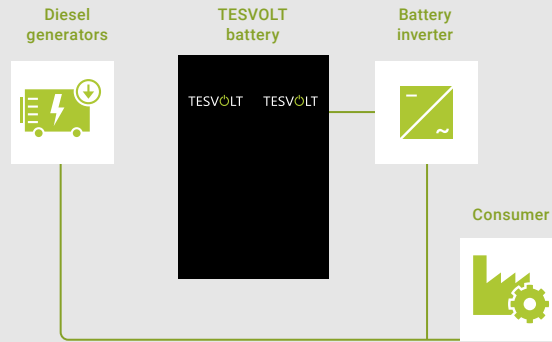 Diesel
generators
TESVOLT
battery
Battery
inverter
TESVOLT TESVOLT
Consumer